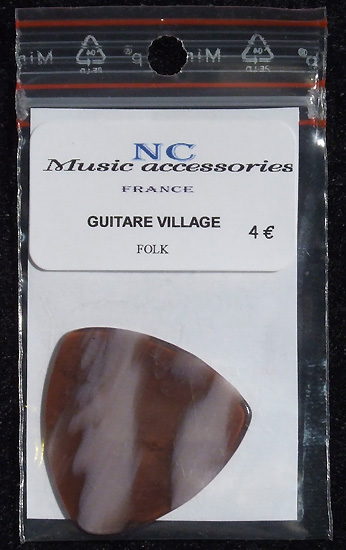 NC
Music accessories
FRANCE
GUITARE VILLAGE
4 €
FOLK